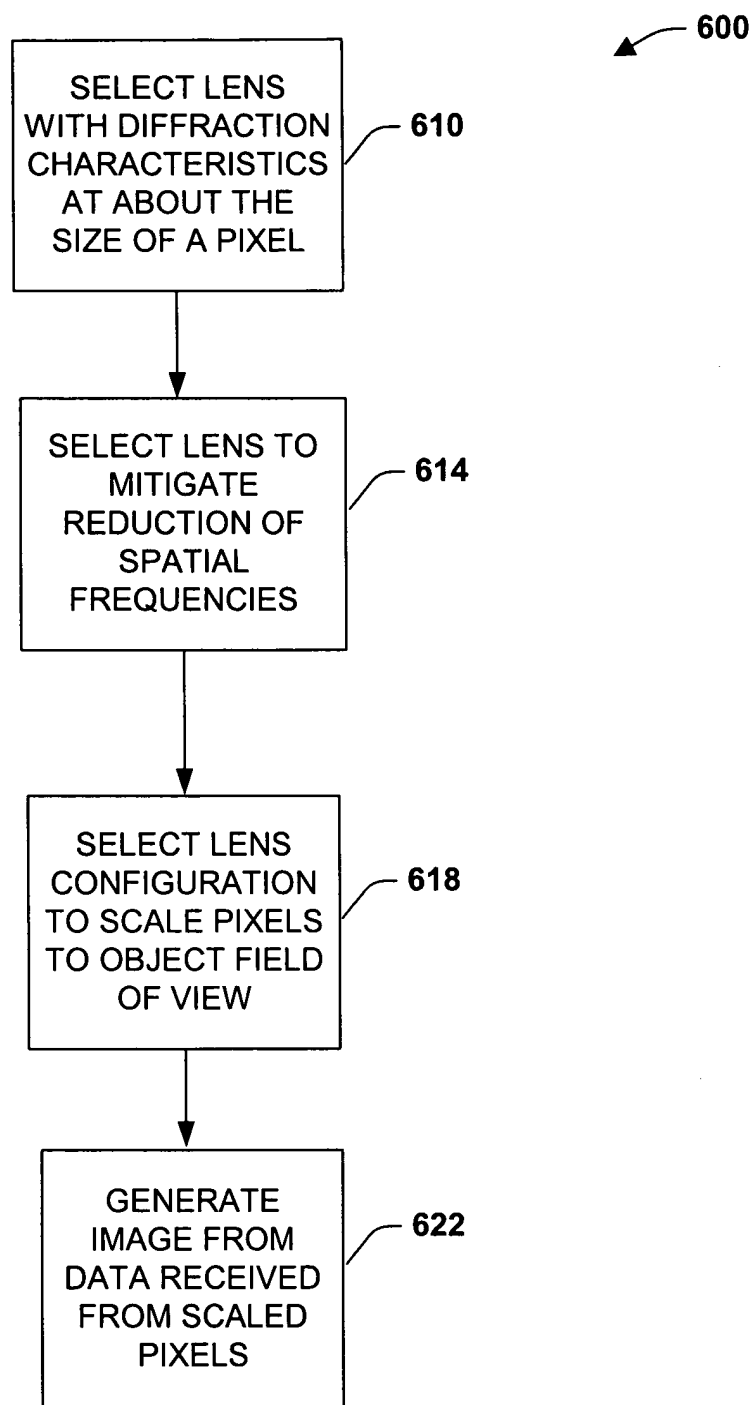 600
SELECT LENS
WITH DIFFRACTION
CHARACTERISTICS
AT ABOUT THE
SIZE OF A PIXEL
610
SELECT LENS TO
MITIGATE
REDUCTION OF
SPATIAL
FREQUENCIES
614
SELECT LENS
CONFIGURATION
TO SCALE PIXELS
TO OBJECT FIELD
OF VIEW
618
GENERATE
IMAGE FROM
DATA RECEIVED
FROM SCALED
PIXELS
622